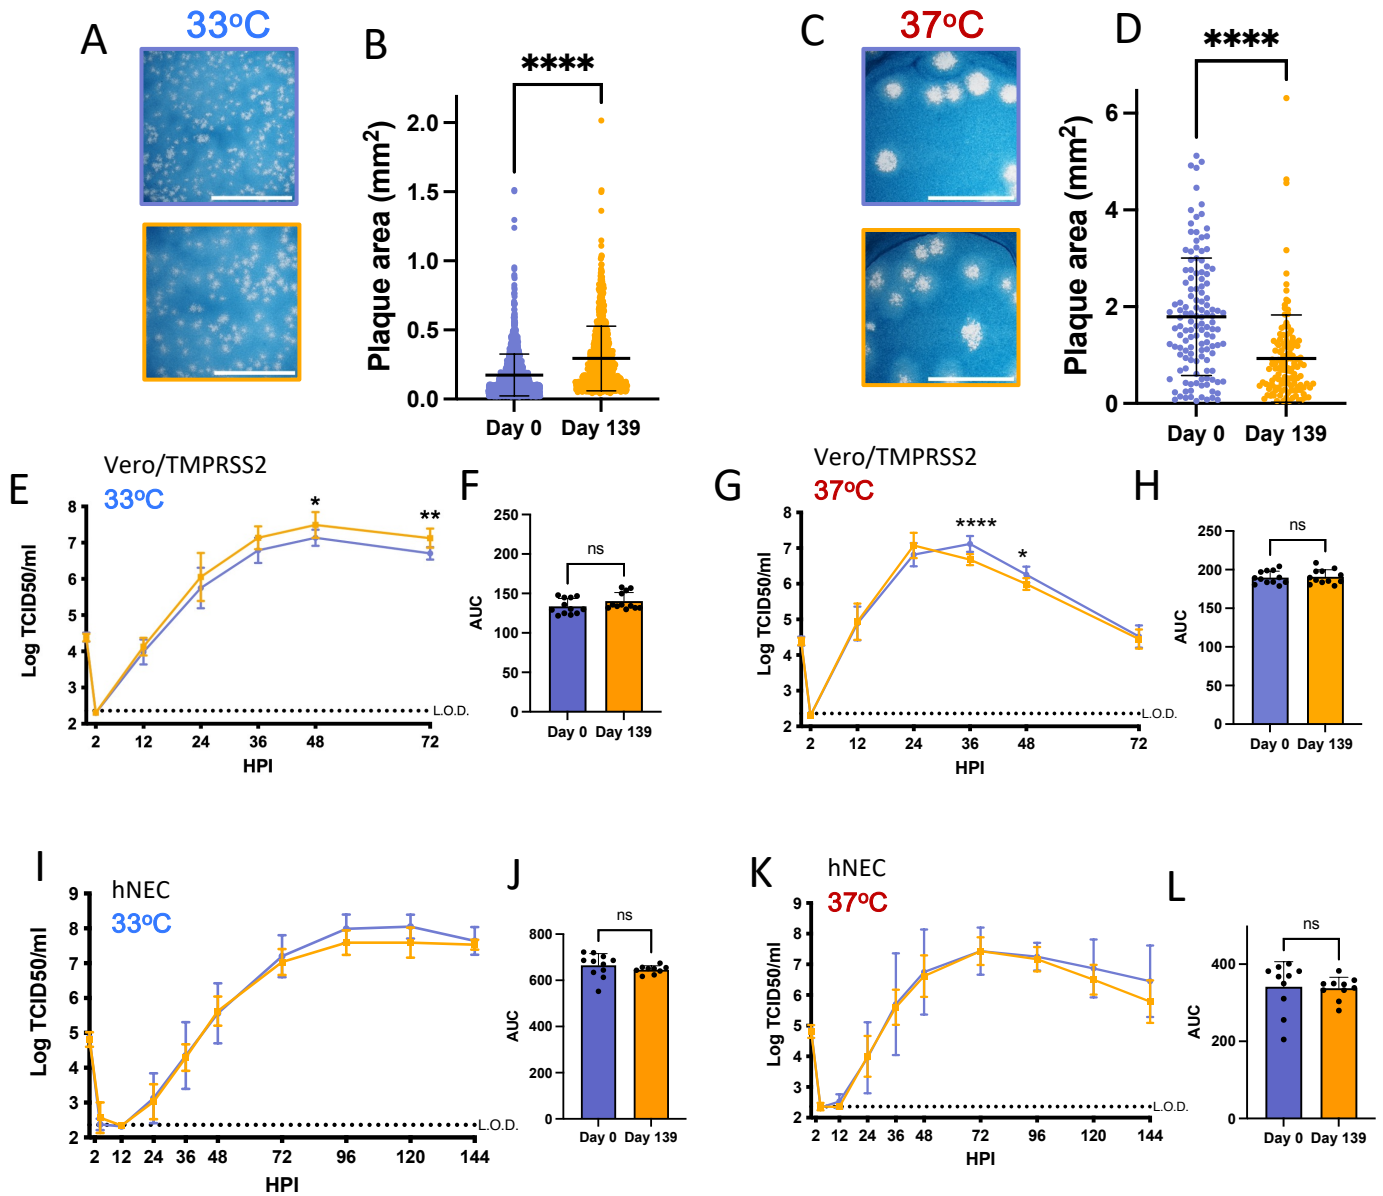 A
33°C
B
****
Plaque area (mm²)
2.0
1.5
1.0
0.5
0.0
Day 0
Day 139
C
37°C
D
****
Plaque area (mm²)
6
4
2
0
Day 0
Day 139
E
Vero/TMPRSS2
33°C
Log TCID50/ml
8
7
6
5
4
3
2
*
**
L.O.D.
2 12 24 36 48 72
HPI
F
AUC
250
200
150
100
50
0
ns
Day 0 Day 139
G
Vero/TMPRSS2
37°C
Log TCID50/ml
8
7
6
5
4
3
2
****
*
L.O.D.
2 12 24 36 48 72
HPI
H
AUC
250
200
150
100
50
0
ns
Day 0 Day 139
I
hNEC
33°C
Log TCID50/ml
9
8
7
6
5
4
3
2
L.O.D.
2 12 24 36 48 72 96 120 144
HPI
J
AUC
800
600
400
200
0
ns
Day 0 Day 139
K
hNEC
37°C
Log TCID50/ml
9
8
7
6
5
4
3
2
L.O.D.
2 12 24 36 48 72 96 120 144
HPI
L
AUC
400
200
0
ns
Day 0 Day 139